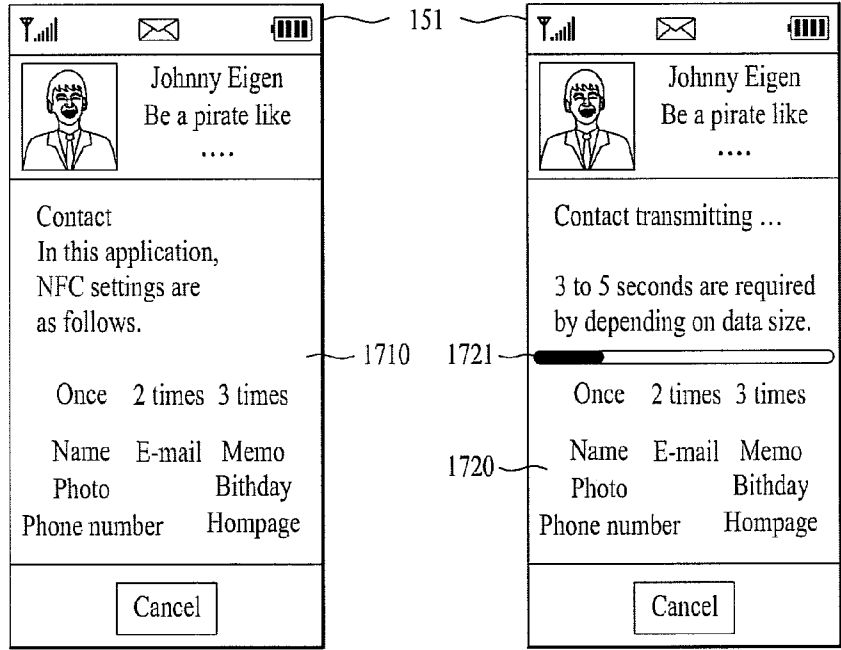 151
Johnny Eigen
Be a pirate like
....
Contact
In this application,
NFC settings are
as follows.
1710
Once 2 times 3 times
Name E-mail Memo
Photo Bithday
Phone number Hompage
Cancel
Johnny Eigen
Be a pirate like
....
Contact transmitting ...
3 to 5 seconds are required
by depending on data size.
1721
Once 2 times 3 times
1720
Name E-mail Memo
Photo Bithday
Phone number Hompage
Cancel